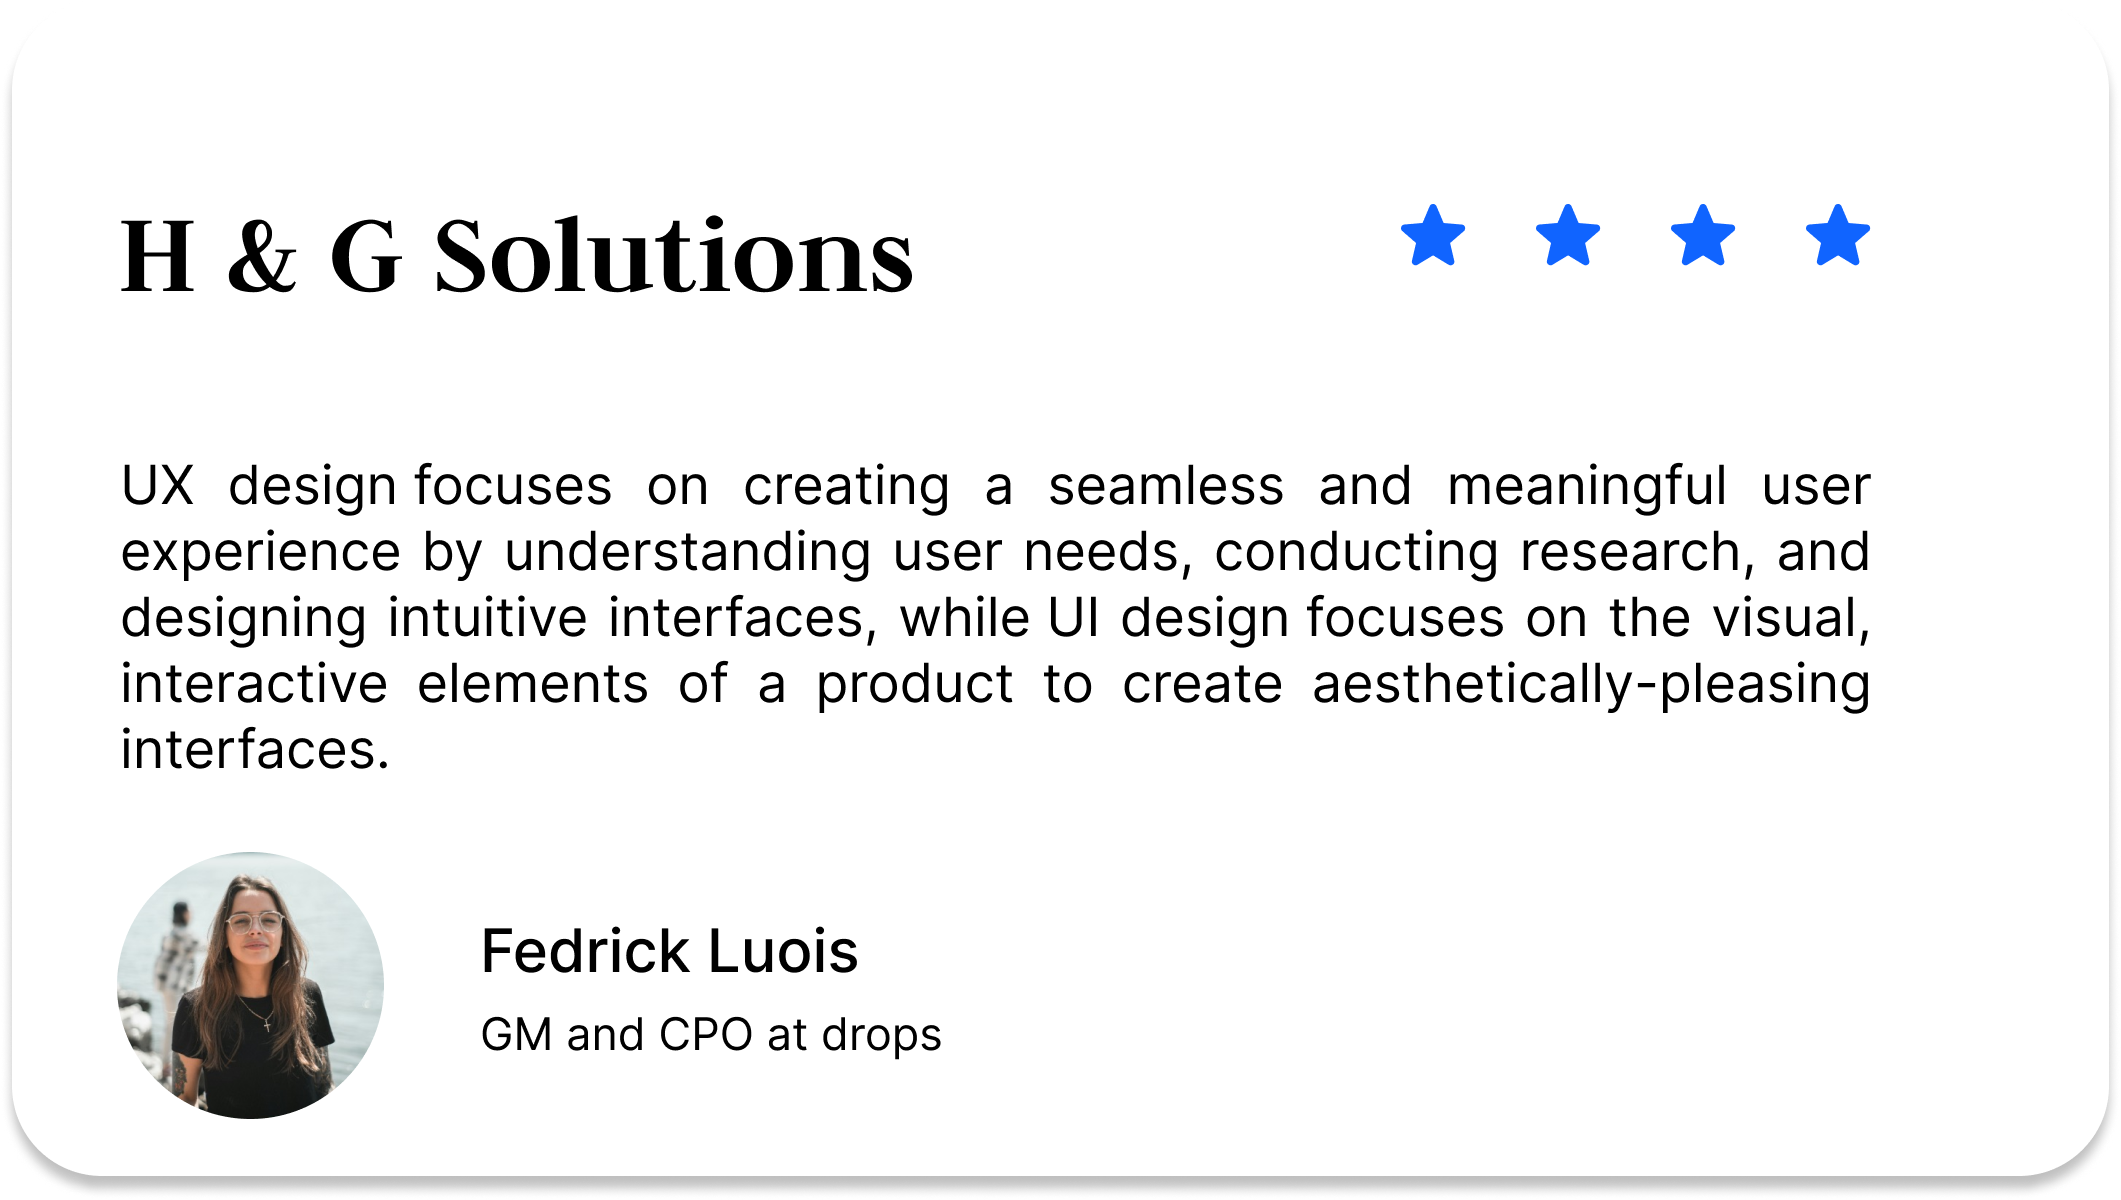 H & G Solutions
UX design focuses on creating a seamless and meaningful user
experience by understanding user needs, conducting research, and
designing intuitive interfaces, while UI design focuses on the visual,
interactive elements of a product to create aesthetically-pleasing
interfaces.
Fedrick Luois
GM and CPO at drops